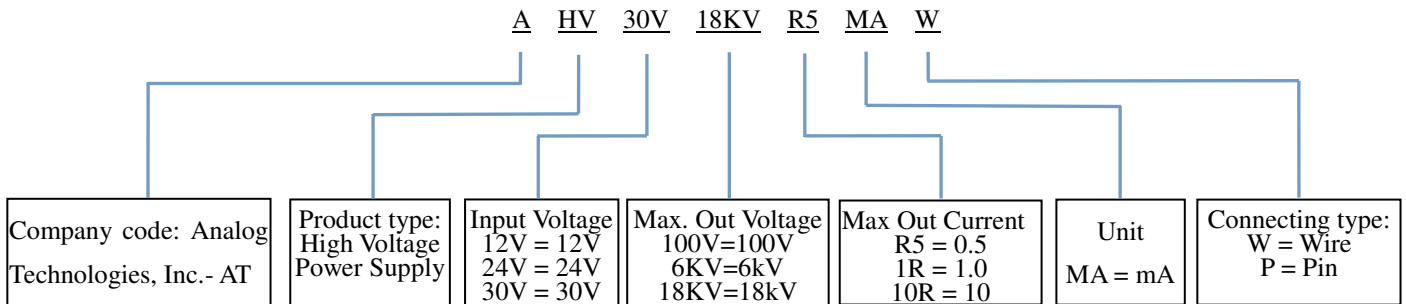 A HV 30V 18KV R5 MA W
Company code: Analog
Technologies, Inc.- AT
Product type:
High Voltage
Power Supply
Input Voltage
12V = 12V
24V = 24V
30V = 30V
Max. Out Voltage
100V=100V
6KV=6kV
18KV=18kV
Max Out Current
R5 = 0.5
1R = 1.0
10R = 10
Unit
MA = mA
Connecting type:
W = Wire
P = Pin